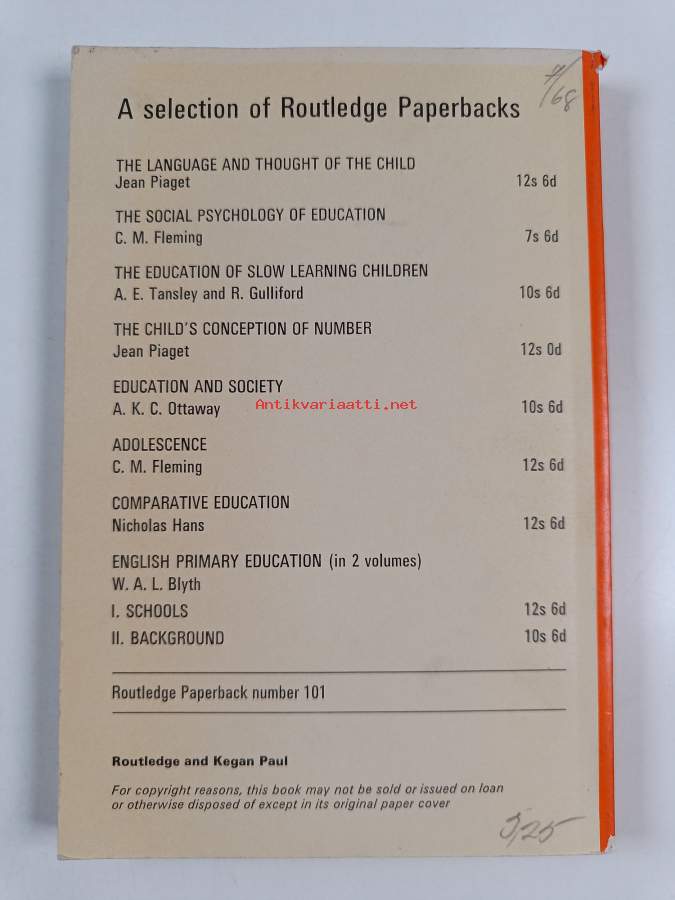 7/68
A selection of Routledge Paperbacks
THE LANGUAGE AND THOUGHT OF THE CHILD
Jean Piaget 12s 6d
THE SOCIAL PSYCHOLOGY OF EDUCATION
C. M. Fleming 7s 6d
THE EDUCATION OF SLOW LEARNING CHILDREN
A. E. Tansley and R. Gulliford 10s 6d
THE CHILD'S CONCEPTION OF NUMBER
Jean Piaget 12s 0d
EDUCATION AND SOCIETY
A. K. C. Ottaway 10s 6d
Antikvariaatti.net
ADOLESCENCE
C. M. Fleming 12s 6d
COMPARATIVE EDUCATION
Nicholas Hans 12s 6d
ENGLISH PRIMARY EDUCATION (in 2 volumes)
W. A. L. Blyth
I. SCHOOLS 12s 6d
II. BACKGROUND 10s 6d
Routledge Paperback number 101
Routledge and Kegan Paul
For copyright reasons, this book may not be sold or issued on loan
or otherwise disposed of except in its original paper cover
5,25